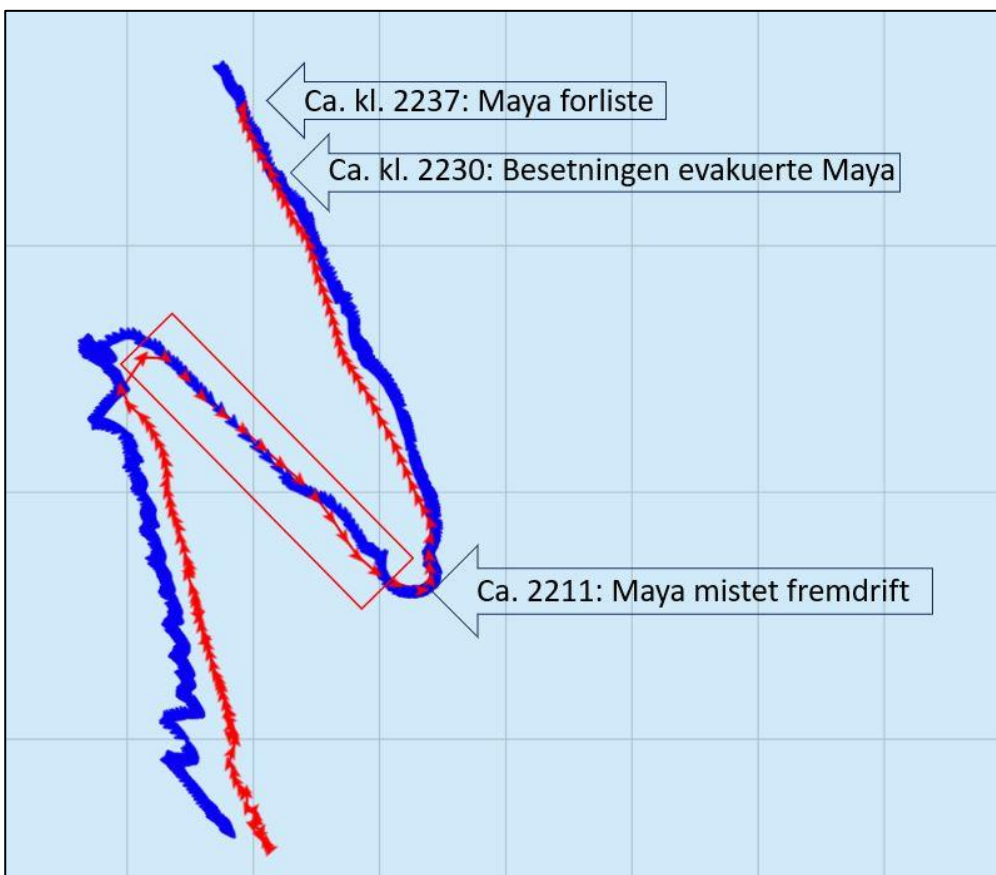 Ca. kl. 2237: Maya forliste
Ca. kl. 2230: Besetningen evakuerte Maya
Ca. 2211: Maya mistet fremdrift